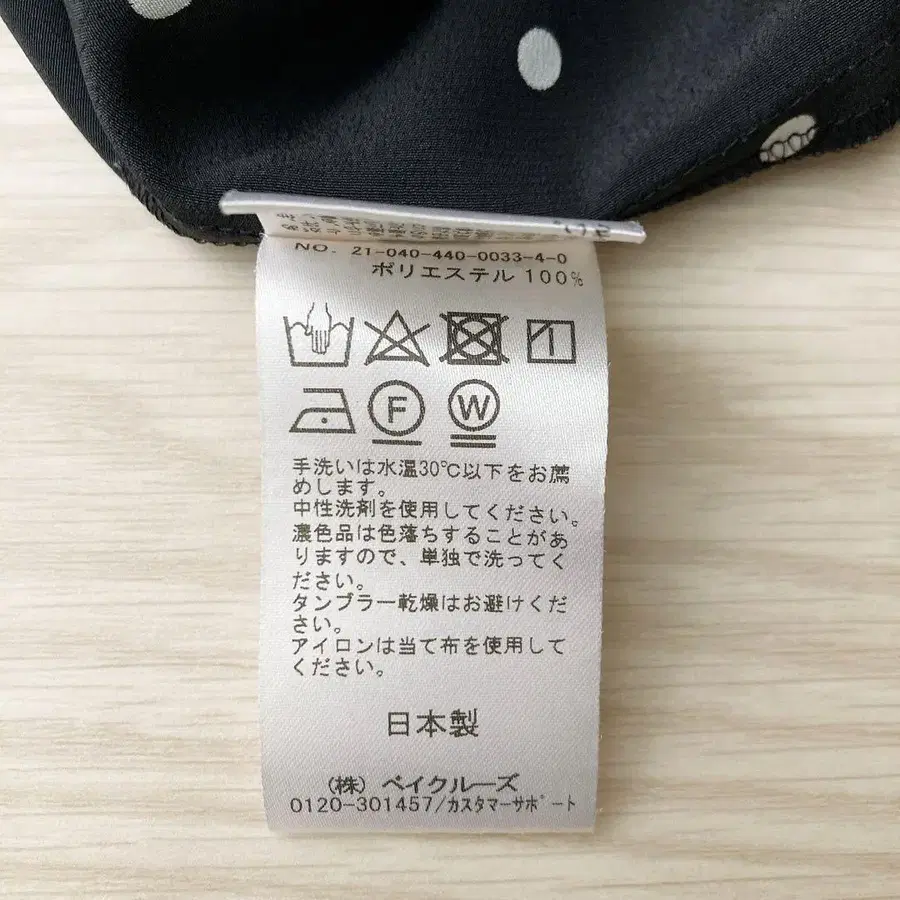 NO. 21-040-440-0033-4-0
ポリエステル 100%
F W
手洗いは水温30℃以下をお薦
めします。
中性洗剤を使用してください。
濃色品は色落ちすることがあ
りますので、単独で洗ってく
ださい。
タンブラー乾燥はお避けくだ
さい。
アイロンは当て布を使用して
ください。
日本製
(株) ベイクルーズ
0120-301457/カスタマーサポート